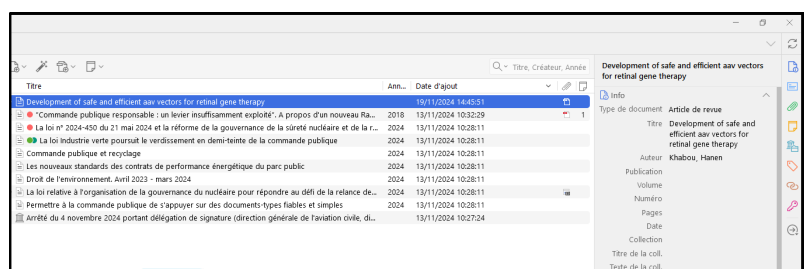 Titre, Créateur, Année
Titre Ann... Date d'ajout
Development of safe and efficient aav vectors for retinal gene therapy 19/11/2024 14:45:51
"Commande publique responsable : un levier insuffisamment exploité". A propos d'un nouveau Ra... 2018 13/11/2024 10:32:29 1
La loi n° 2024-450 du 21 mai 2024 et la réforme de la gouvernance de la sûreté nucléaire et de la r... 2024 13/11/2024 10:28:11
La loi Industrie verte poursuit le verdissement en demi-teinte de la commande publique 2024 13/11/2024 10:28:11
Commande publique et recyclage 2024 13/11/2024 10:28:11
Les nouveaux standards des contrats de performance énergétique du parc public 2024 13/11/2024 10:28:11
Droit de l'environnement. Avril 2023 - mars 2024 2024 13/11/2024 10:28:11
La loi relative à l'organisation de la gouvernance du nucléaire pour répondre au défi de la relance de... 2024 13/11/2024 10:28:11
Permettre à la commande publique de s'appuyer sur des documents-types fiables et simples 2024 13/11/2024 10:28:11
Arrêté du 4 novembre 2024 portant délégation de signature (direction générale de l'aviation civile, di... 13/11/2024 10:27:24
Development of safe and efficient aav vectors
for retinal gene therapy
Info
Type de document Article de revue
Titre Development of safe and
efficient aav vectors for
retinal gene therapy
Auteur Khabou, Hanen
Publication
Volume
Numéro
Pages
Date
Collection
Titre de la coll.
Texte de la coll.